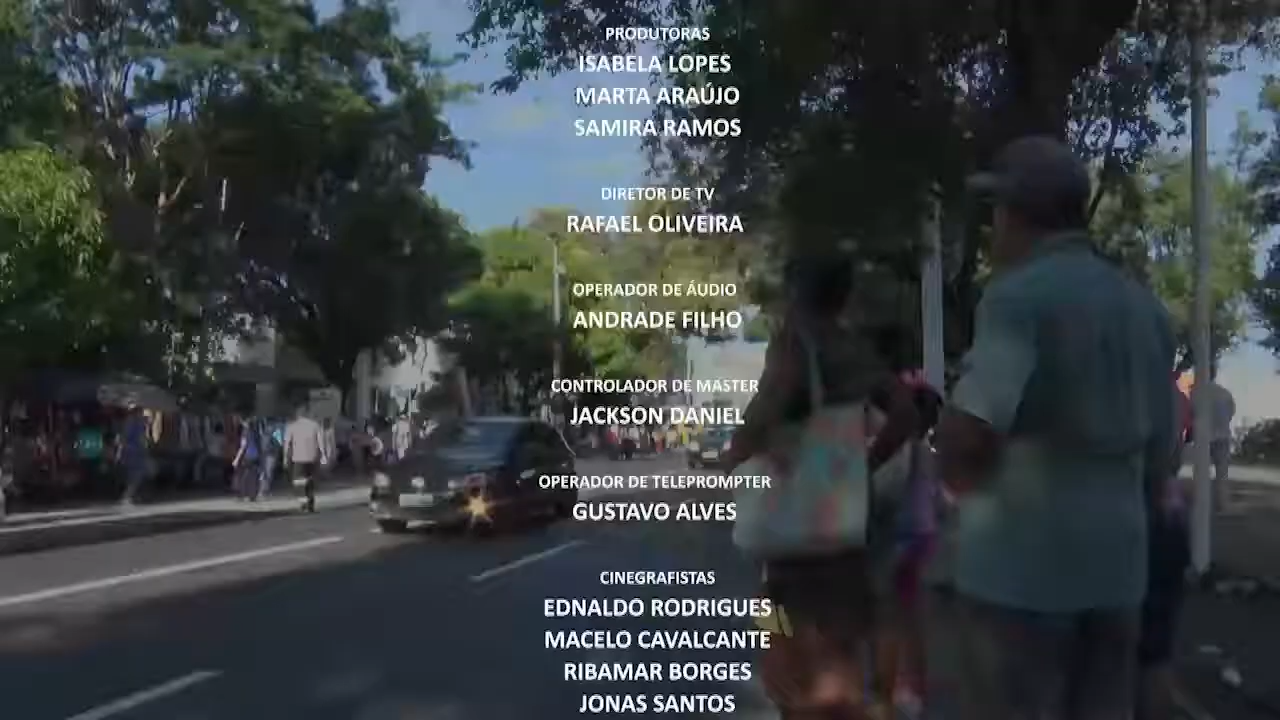 PRODUTORAS
ISABELA LOPES
MARTA ARAÚJO
SAMIRA RAMOS
DIRETOR DE TV
RAFAEL OLIVEIRA
OPERADOR DE ÁUDIO
ANDRADE FILHO
CONTROLADOR DE MASTER
JACKSON DANIEL
OPERADOR DE TELEPROMPTER
GUSTAVO ALVES
CINEGRAFISTAS
EDNALDO RODRIGUES
MACELO CAVALCANTE
RIBAMAR BORGES
JONAS SANTOS